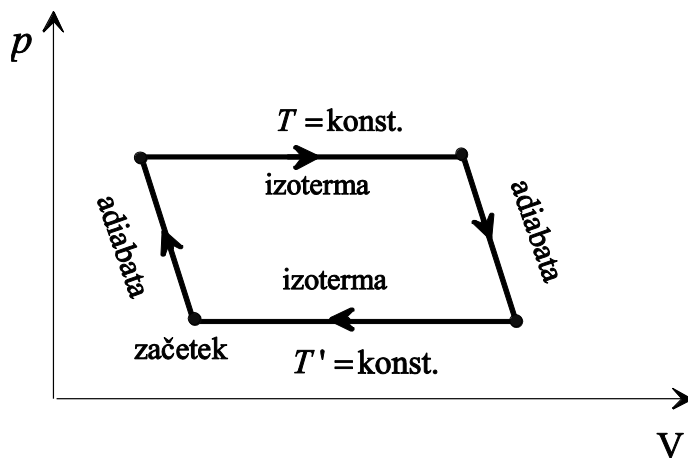 p
T = konst.
izoterma
adiabata
adiabata
izoterma
začetek
T' = konst.
V